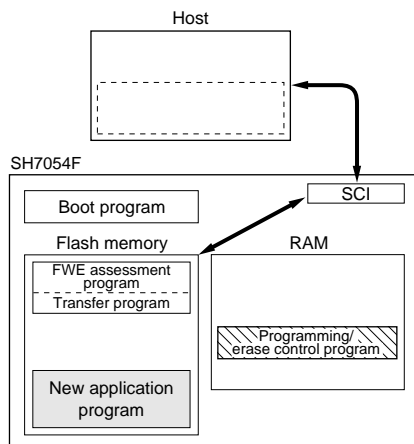 Host
SH7054F
SCI
Boot program
Flash memory
RAM
FWE assessment
program
Transfer program
Programming/
erase control program
New application
program